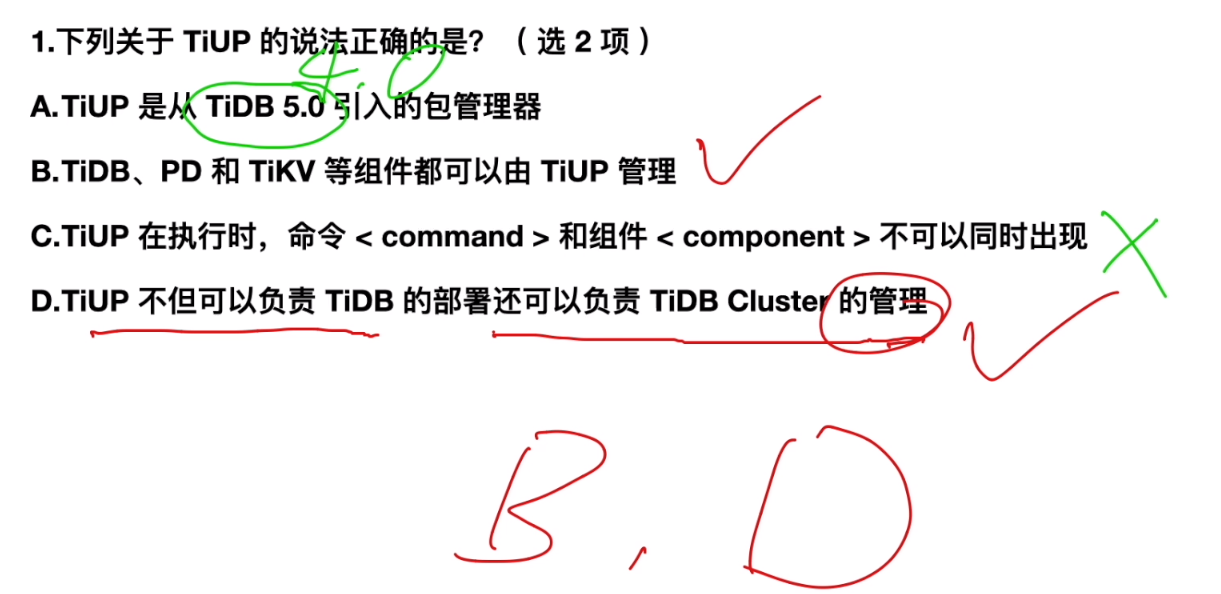 1.下列关于 TiUP 的说法正确的是? （ 选 2 项 ）
4.0
A.TiUP 是从 TiDB 5.0 引入的包管理器
B.TiDB、PD 和 TiKV 等组件都可以由 TiUP 管理
C.TiUP 在执行时，命令 < command > 和组件 < component > 不可以同时出现
D.TiUP 不但可以负责 TiDB 的部署还可以负责 TiDB Cluster 的管理
B , D